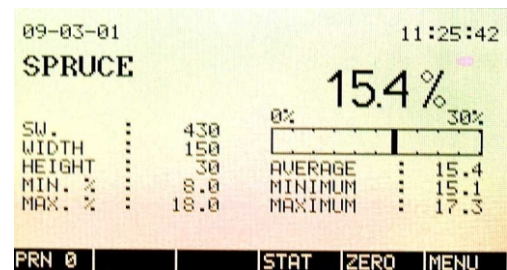 09-03-01 11:25:42
SPRUCE
15.4%
0% 30%
SW. : 430
WIDTH : 150
HEIGHT : 30
MIN. % : 8.0
MAX. % : 18.0
AVERAGE : 15.4
MINIMUM : 15.1
MAXIMUM : 17.3
PRN 0 STAT ZERO MENU